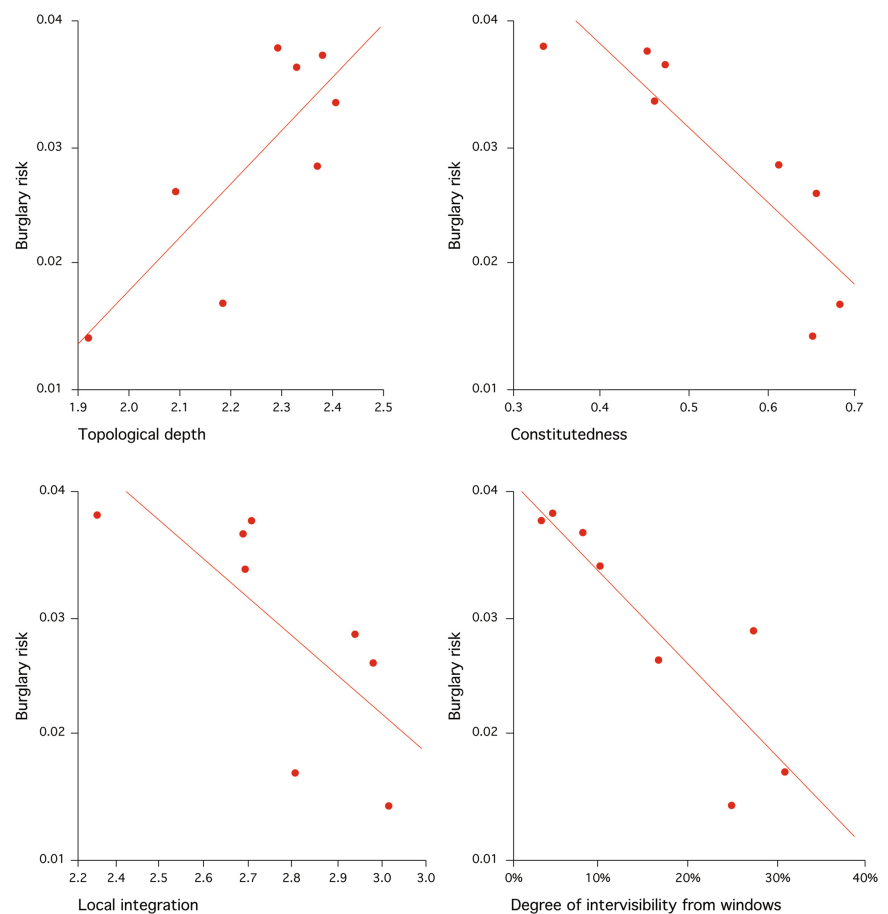 0.04
0.03
0.02
0.01
Burglary risk
1.9 2.0 2.1 2.2 2.3 2.4 2.5
Topological depth
0.04
0.03
0.02
0.01
Burglary risk
0.3 0.4 0.5 0.6 0.7
Constitutedness
0.04
0.03
0.02
0.01
Burglary risk
2.2 2.4 2.5 2.6 2.7 2.8 2.9 3.0 3.0
Local integration
0.04
0.03
0.02
0.01
Burglary risk
0% 10% 20% 30% 40%
Degree of intervisibility from windows